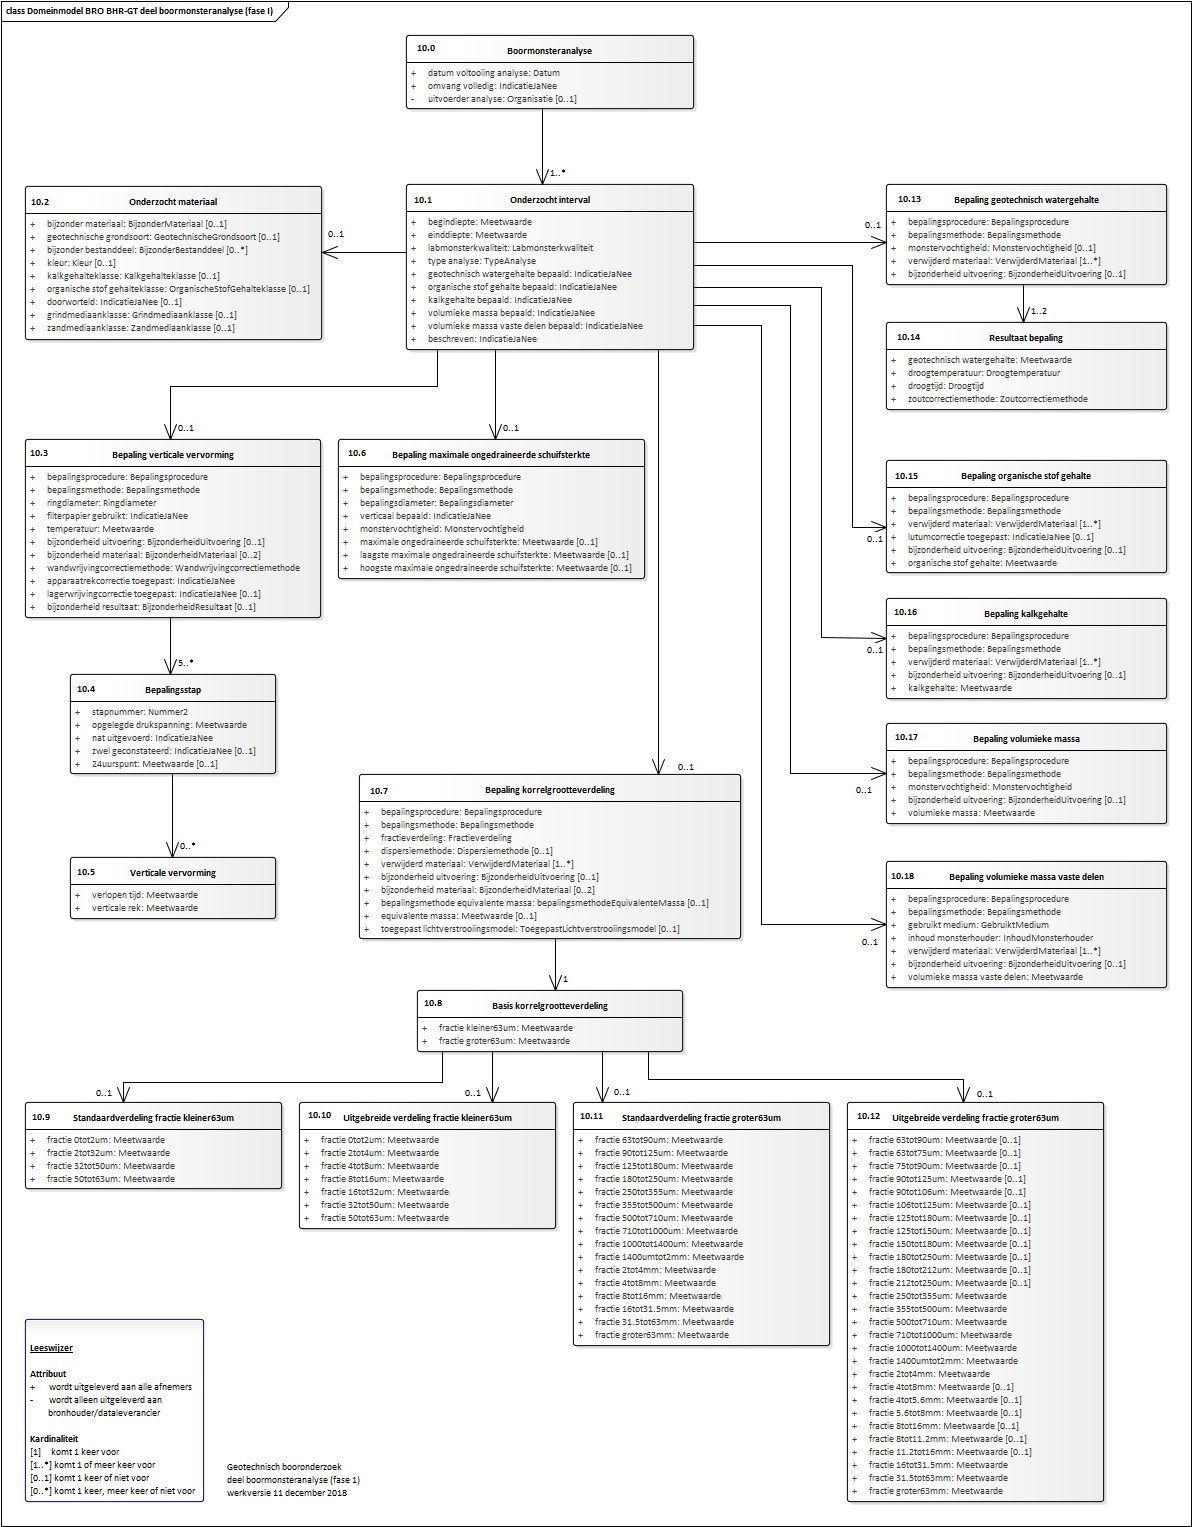 class Domeinmodel BRO BHR-GT deel boormonsteranalyse (fase I)
10.0 Boormonsteranalyse
+ datum voltooiing analyse: Datum
+ omvang volledig: IndicatieJaNee
- uitvoerder analyse: Organisatie [0..1]
1..*
10.2 Onderzocht materiaal
+ bijzonder materiaal: BijzonderMateriaal [0..1]
+ geotechnische grondsoort: GeotechnischeGrondsoort [0..1]
+ bijzonder bestanddeel: BijzonderBestanddeel [0..*]
+ kleur: Kleur [0..1]
+ kalkgehalteklasse: Kalkgehalteklasse [0..1]
+ organische stof gehalteklasse: OrganischeStofGehalteklasse [0..1]
+ doorworteld: IndicatieJaNee [0..1]
+ grindmediaanklasse: Grindmediaanklasse [0..1]
+ zandmediaanklasse: Zandmediaanklasse [0..1]
0..1
10.1 Onderzocht interval
+ begindiepte: Meetwaarde
+ einddiepte: Meetwaarde
+ labmonsterkwaliteit: Labmonsterkwaliteit
+ type analyse: TypeAnalyse
+ geotechnisch watergehalte bepaald: IndicatieJaNee
+ organische stof gehalte bepaald: IndicatieJaNee
+ kalkgehalte bepaald: IndicatieJaNee
+ volumieke massa bepaald: IndicatieJaNee
+ volumieke massa vaste delen bepaald: IndicatieJaNee
+ beschreven: IndicatieJaNee
0..1
10.13 Bepaling geotechnisch watergehalte
+ bepalingsprocedure: Bepalingsprocedure
+ bepalingsmethode: Bepalingsmethode
+ monstervochtigheid: Monstervochtigheid [0..1]
+ verwijderd materiaal: VerwijderdMateriaal [1..*]
+ bijzonderheid uitvoering: BijzonderheidUitvoering [0..1]
1..2
10.14 Resultaat bepaling
+ geotechnisch watergehalte: Meetwaarde
+ droogtemperatuur: Droogtemperatuur
+ droogtijd: Droogtijd
+ zoutcorrectiemethode: Zoutcorrectiemethode
0..1
10.3 Bepaling verticale vervorming
+ bepalingsprocedure: Bepalingsprocedure
+ bepalingsmethode: Bepalingsmethode
+ ringdiameter: Ringdiameter
+ filterpapier gebruikt: IndicatieJaNee
+ temperatuur: Meetwaarde
+ bijzonderheid uitvoering: BijzonderheidUitvoering [0..1]
+ bijzonderheid materiaal: BijzonderheidMateriaal [0..2]
+ wandwrijvingcorrectiemethode: Wandwrijvingcorrectiemethode
+ apparaatrekcorrectie toegepast: IndicatieJaNee
+ lagerwrijvingcorrectie toegepast: IndicatieJaNee [0..1]
+ bijzonderheid resultaat: BijzonderheidResultaat [0..1]
0..1
10.6 Bepaling maximale ongedraineerde schuifsterkte
+ bepalingsprocedure: Bepalingsprocedure
+ bepalingsmethode: Bepalingsmethode
+ bepalingsdiameter: Bepalingsdiameter
+ verticaal bepaald: IndicatieJaNee
+ monstervochtigheid: Monstervochtigheid
+ maximale ongedraineerde schuifsterkte: Meetwaarde [0..1]
+ laagste maximale ongedraineerde schuifsterkte: Meetwaarde [0..1]
+ hoogste maximale ongedraineerde schuifsterkte: Meetwaarde [0..1]
0..1
10.15 Bepaling organische stof gehalte
+ bepalingsprocedure: Bepalingsprocedure
+ bepalingsmethode: Bepalingsmethode
+ verwijderd materiaal: VerwijderdMateriaal [1..*]
+ lutumcorrectie toegepast: IndicatieJaNee [0..1]
+ bijzonderheid uitvoering: BijzonderheidUitvoering [0..1]
+ organische stof gehalte: Meetwaarde
0..1
10.16 Bepaling kalkgehalte
+ bepalingsprocedure: Bepalingsprocedure
+ bepalingsmethode: Bepalingsmethode
+ verwijderd materiaal: VerwijderdMateriaal [1..*]
+ bijzonderheid uitvoering: BijzonderheidUitvoering [0..1]
+ kalkgehalte: Meetwaarde
5..*
10.4 Bepalingsstap
+ stapnummer: Nummer2
+ opgelegde drukspanning: Meetwaarde
+ nat uitgevoerd: IndicatieJaNee
+ zwel geconstateerd: IndicatieJaNee [0..1]
+ 24uurspunt: Meetwaarde [0..1]
0..1
10.17 Bepaling volumieke massa
+ bepalingsprocedure: Bepalingsprocedure
+ bepalingsmethode: Bepalingsmethode
+ monstervochtigheid: Monstervochtigheid
+ bijzonderheid uitvoering: BijzonderheidUitvoering [0..1]
+ volumieke massa: Meetwaarde
0..*
10.5 Verticale vervorming
+ verlopen tijd: Meetwaarde
+ verticale rek: Meetwaarde
0..1
10.7 Bepaling korrelgrootteverdeling
+ bepalingsprocedure: Bepalingsprocedure
+ bepalingsmethode: Bepalingsmethode
+ fractieverdeling: Fractieverdeling
+ dispersiemethode: Dispersiemethode [0..1]
+ verwijderd materiaal: VerwijderdMateriaal [1..*]
+ bijzonderheid uitvoering: BijzonderheidUitvoering [0..1]
+ bijzonderheid materiaal: BijzonderheidMateriaal [0..2]
+ bepalingsmethode equivalente massa: bepalingsmethodeEquivalenteMassa [0..1]
+ equivalente massa: Meetwaarde [0..1]
+ toegepast lichtverstrooiingsmodel: ToegepastLichtverstrooiingsmodel [0..1]
0..1
10.18 Bepaling volumieke massa vaste delen
+ bepalingsprocedure: Bepalingsprocedure
+ bepalingsmethode: Bepalingsmethode
+ gebruikt medium: GebruiktMedium
+ inhoud monsterhouder: InhoudMonsterhouder
+ verwijderd materiaal: VerwijderdMateriaal [1..*]
+ bijzonderheid uitvoering: BijzonderheidUitvoering [0..1]
+ volumieke massa vaste delen: Meetwaarde
1
10.8 Basis korrelgrootteverdeling
+ fractie kleiner63um: Meetwaarde
+ fractie groter63um: Meetwaarde
0..1
10.9 Standaardverdeling fractie kleiner63um
+ fractie 0tot2um: Meetwaarde
+ fractie 2tot32um: Meetwaarde
+ fractie 32tot50um: Meetwaarde
+ fractie 50tot63um: Meetwaarde
0..1
10.10 Uitgebreide verdeling fractie kleiner63um
+ fractie 0tot2um: Meetwaarde
+ fractie 2tot4um: Meetwaarde
+ fractie 4tot8um: Meetwaarde
+ fractie 8tot16um: Meetwaarde
+ fractie 16tot32um: Meetwaarde
+ fractie 32tot50um: Meetwaarde
+ fractie 50tot63um: Meetwaarde
0..1
10.11 Standaardverdeling fractie groter63um
+ fractie 63tot90um: Meetwaarde
+ fractie 90tot125um: Meetwaarde
+ fractie 125tot180um: Meetwaarde
+ fractie 180tot250um: Meetwaarde
+ fractie 250tot355um: Meetwaarde
+ fractie 355tot500um: Meetwaarde
+ fractie 500tot710um: Meetwaarde
+ fractie 710tot1000um: Meetwaarde
+ fractie 1000tot1400um: Meetwaarde
+ fractie 1400umtot2mm: Meetwaarde
+ fractie 2tot4mm: Meetwaarde
+ fractie 4tot8mm: Meetwaarde
+ fractie 8tot16mm: Meetwaarde
+ fractie 16tot31.5mm: Meetwaarde
+ fractie 31.5tot63mm: Meetwaarde
+ fractie groter63mm: Meetwaarde
0..1
10.12 Uitgebreide verdeling fractie groter63um
+ fractie 63tot90um: Meetwaarde [0..1]
+ fractie 63tot75um: Meetwaarde [0..1]
+ fractie 75tot90um: Meetwaarde [0..1]
+ fractie 90tot125um: Meetwaarde [0..1]
+ fractie 90tot106um: Meetwaarde [0..1]
+ fractie 106tot125um: Meetwaarde [0..1]
+ fractie 125tot180um: Meetwaarde [0..1]
+ fractie 125tot150um: Meetwaarde [0..1]
+ fractie 150tot180um: Meetwaarde [0..1]
+ fractie 180tot250um: Meetwaarde [0..1]
+ fractie 180tot212um: Meetwaarde [0..1]
+ fractie 212tot250um: Meetwaarde [0..1]
+ fractie 250tot355um: Meetwaarde
+ fractie 355tot500um: Meetwaarde
+ fractie 500tot710um: Meetwaarde
+ fractie 710tot1000um: Meetwaarde
+ fractie 1000tot1400um: Meetwaarde
+ fractie 1400umtot2mm: Meetwaarde
+ fractie 2tot4mm: Meetwaarde
+ fractie 4tot8mm: Meetwaarde [0..1]
+ fractie 4tot5.6mm: Meetwaarde [0..1]
+ fractie 5.6tot8mm: Meetwaarde [0..1]
+ fractie 8tot16mm: Meetwaarde [0..1]
+ fractie 8tot11.2mm: Meetwaarde [0..1]
+ fractie 11.2tot16mm: Meetwaarde [0..1]
+ fractie 16tot31.5mm: Meetwaarde
+ fractie 31.5tot63mm: Meetwaarde
+ fractie groter63mm: Meetwaarde
Leeswijzer
Attribuut
+ wordt uitgeleverd aan alle afnemers
- wordt alleen uitgeleverd aan
bronhouder/dataleverancier
Kardinaliteit
[1] komt 1 keer voor
[1..*] komt 1 of meer keer voor
[0..1] komt 1 keer of niet voor
[0..*] komt 1 keer, meer keer of niet voor
Geotechnisch booronderzoek
deel boormonsteranalyse (fase 1)
werkversie 11 december 2018